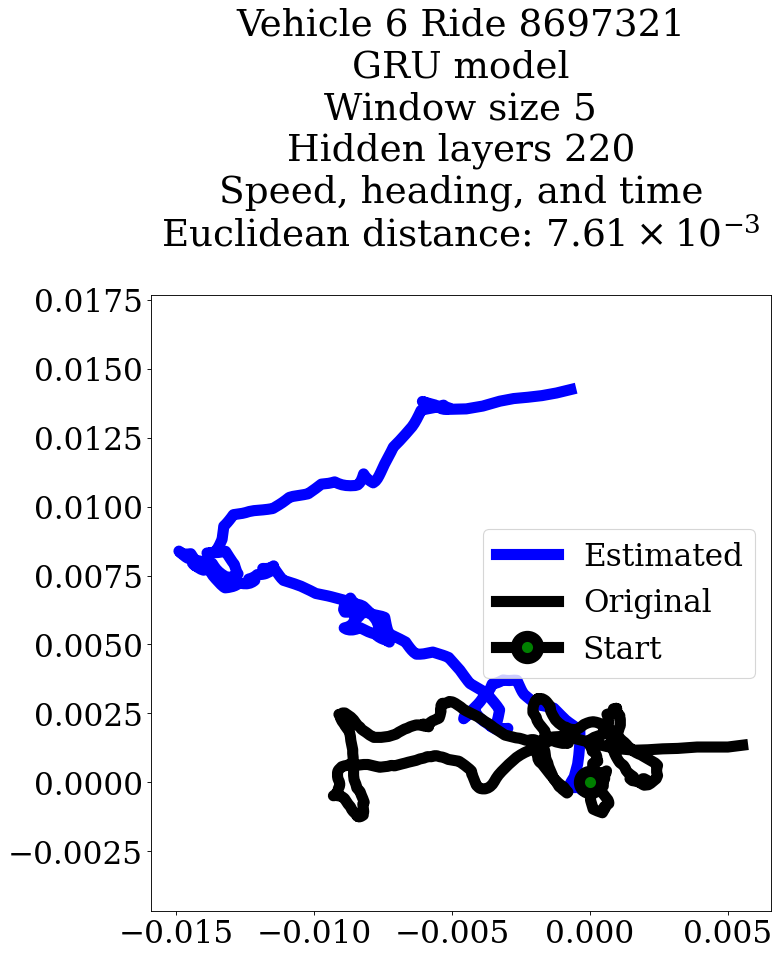 Vehicle 6 Ride 8697321
GRU model
Window size 5
Hidden layers 220
Speed, heading, and time
Euclidean distance: 7.61 × 10⁻³
0.0175
0.0150
0.0125
0.0100
0.0075
0.0050
0.0025
0.0000
−0.0025
Estimated
Original
Start
−0.015 −0.010 −0.005 0.000 0.005